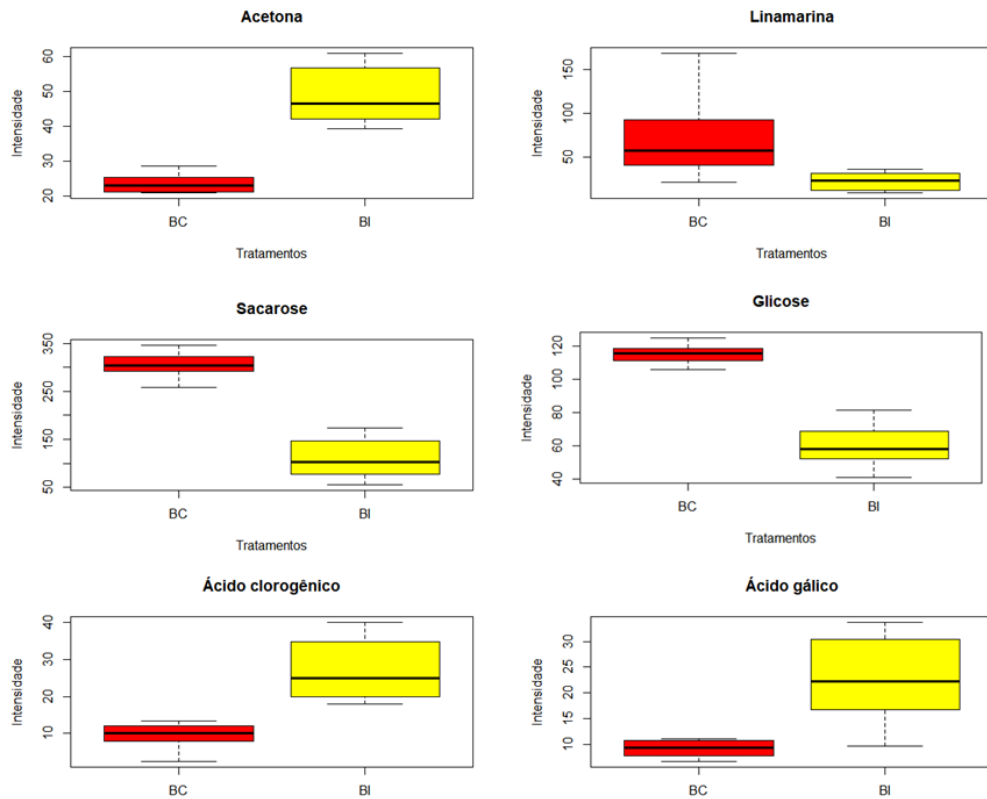 Acetona
Intensidade
60
50
40
30
20
BC
BI
Tratamentos
Linamarina
Intensidade
150
100
50
BC
BI
Tratamentos
Sacarose
Intensidade
350
250
150
50
BC
BI
Tratamentos
Glicose
Intensidade
120
100
80
60
40
BC
BI
Tratamentos
Ácido clorogênico
Intensidade
40
30
20
10
BC
BI
Ácido gálico
Intensidade
30
25
20
15
10
BC
BI